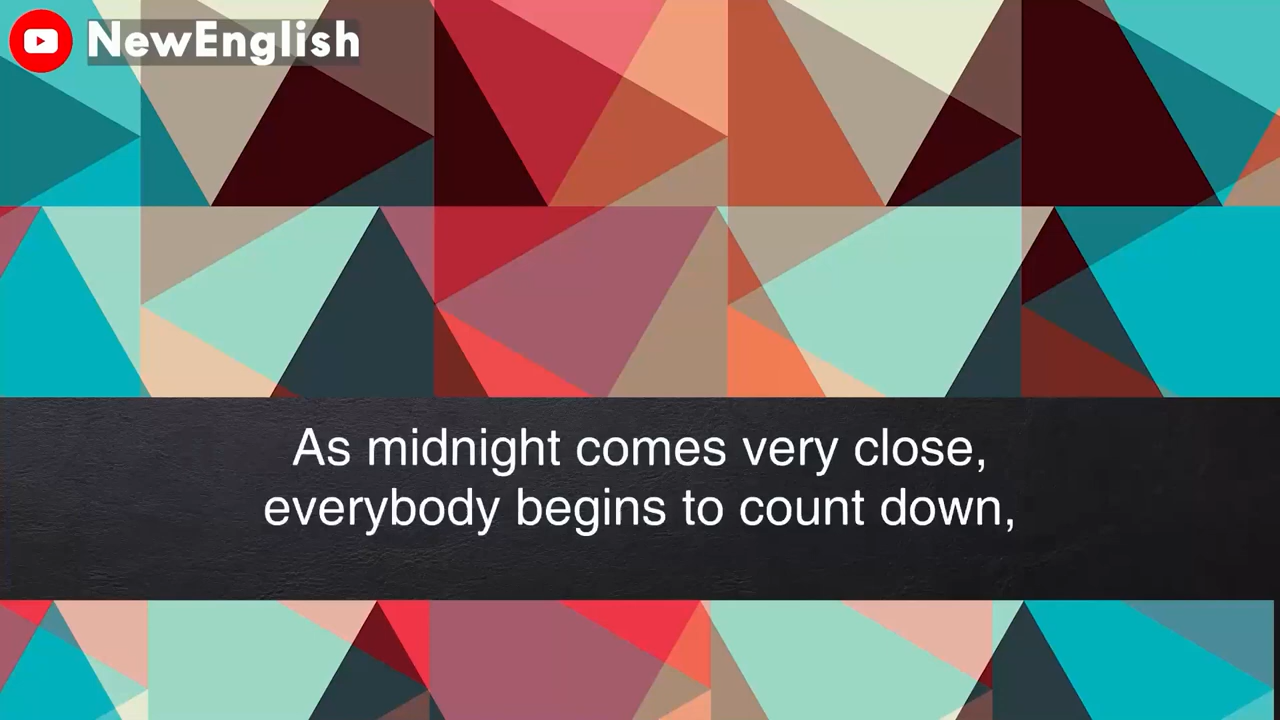 NewEnglish
As midnight comes very close,
everybody begins to count down,